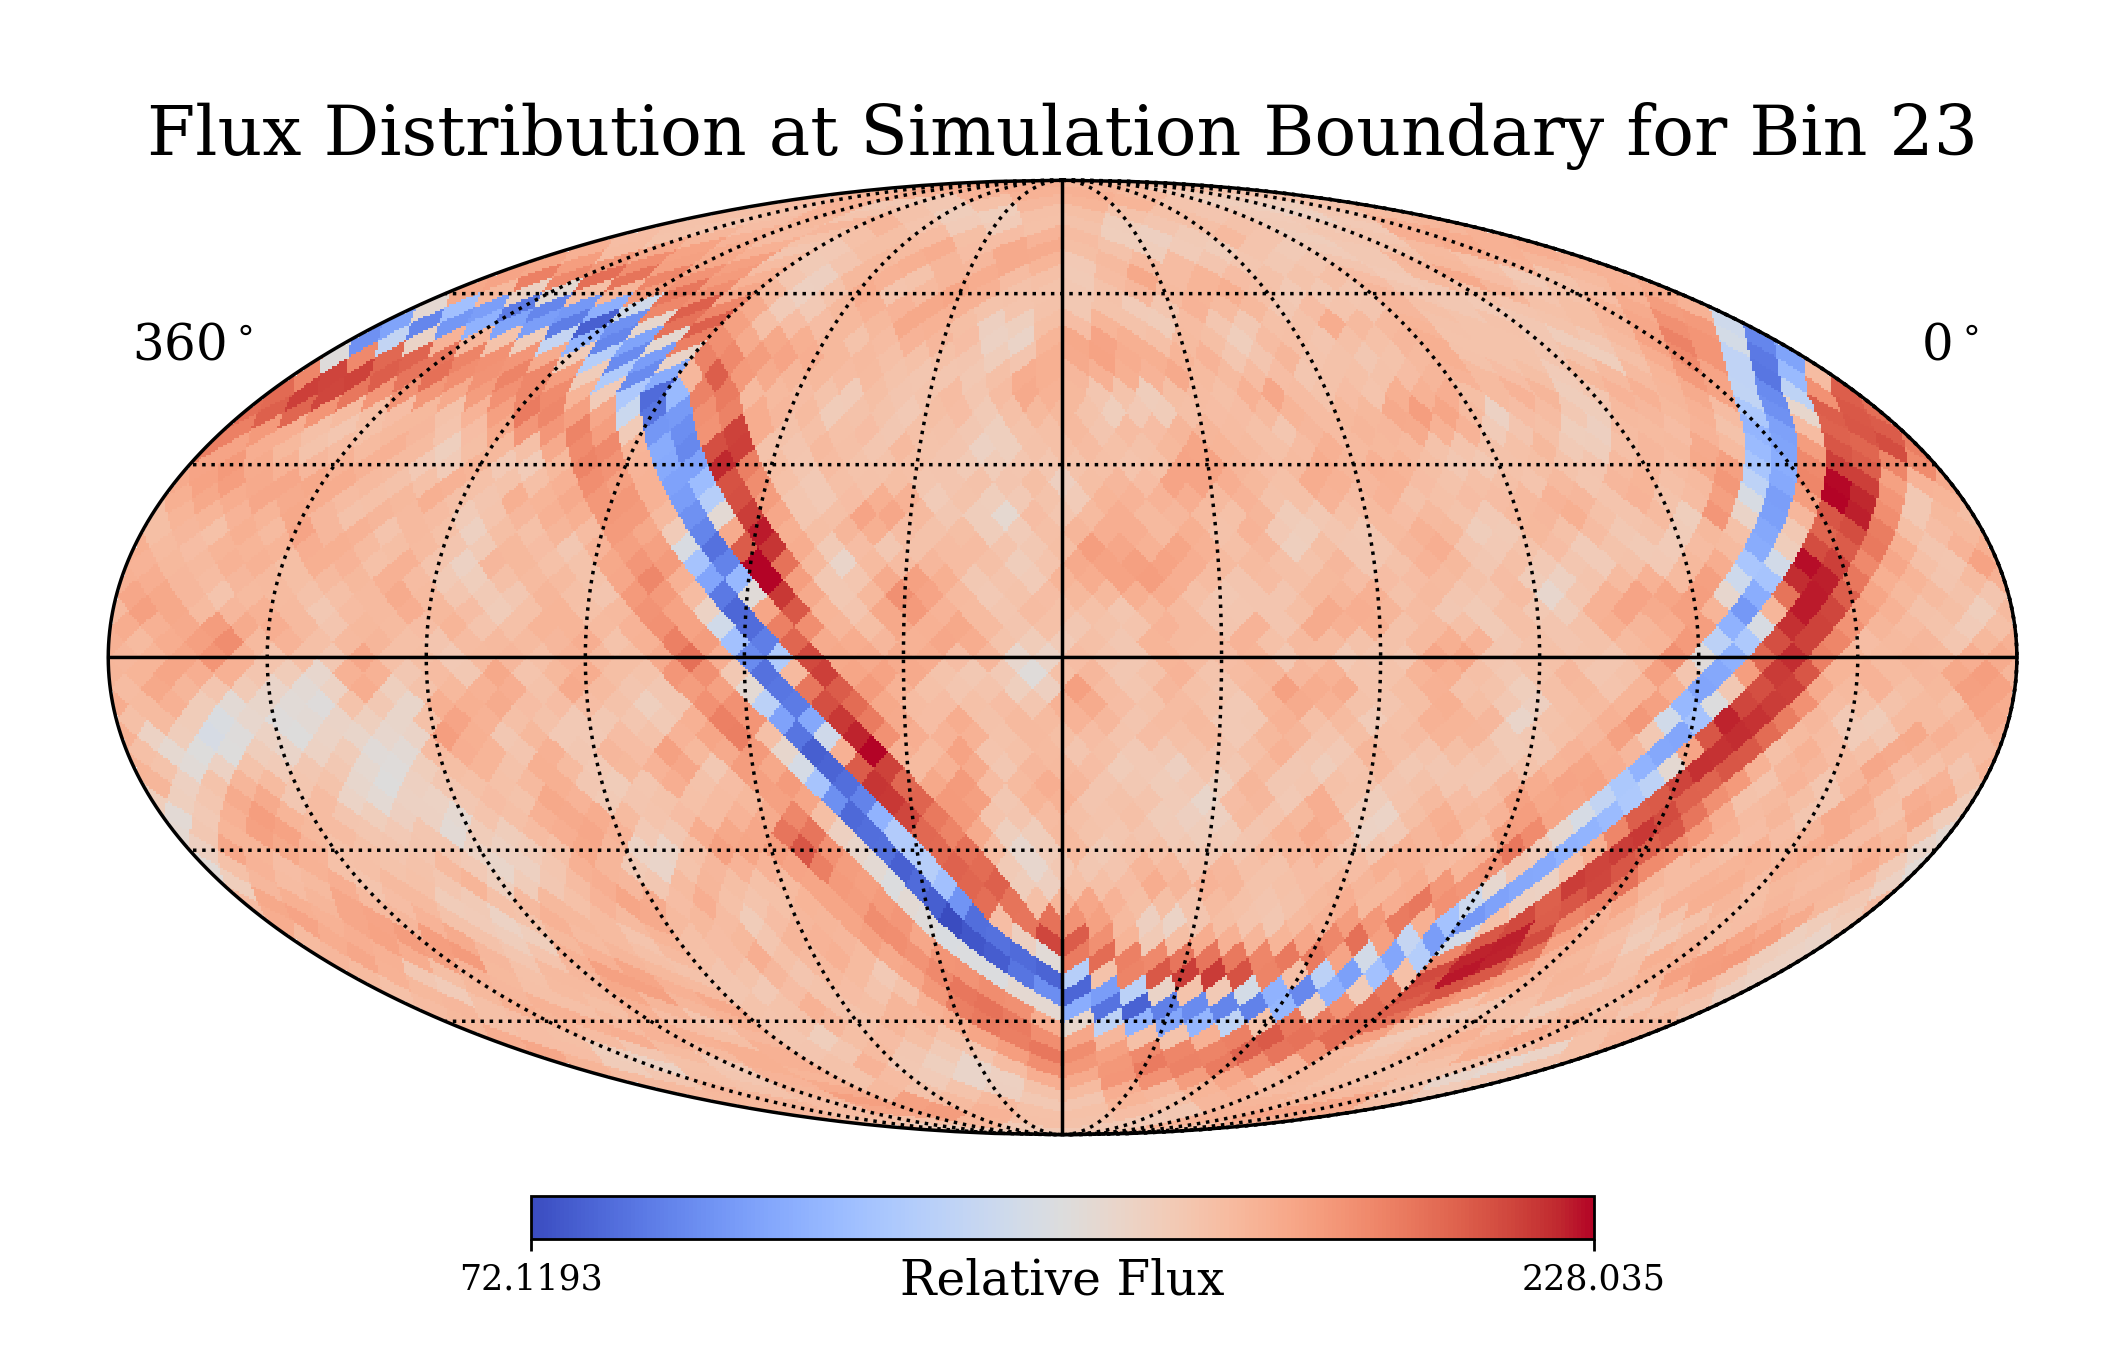 Flux Distribution at Simulation Boundary for Bin 23
360°
0°
72.1193
Relative Flux
228.035